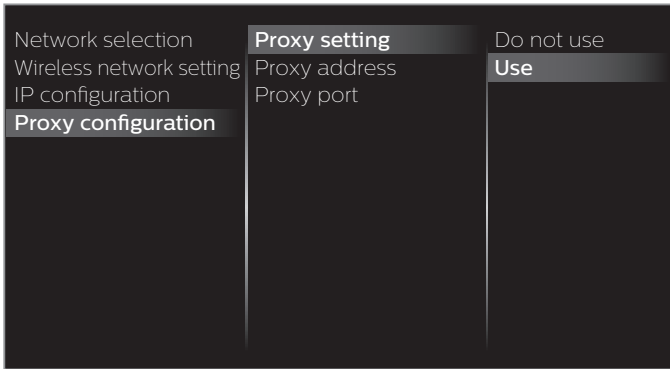 Network selection
Wireless network setting
IP configuration
Proxy configuration
Proxy setting
Proxy address
Proxy port
Do not use
Use